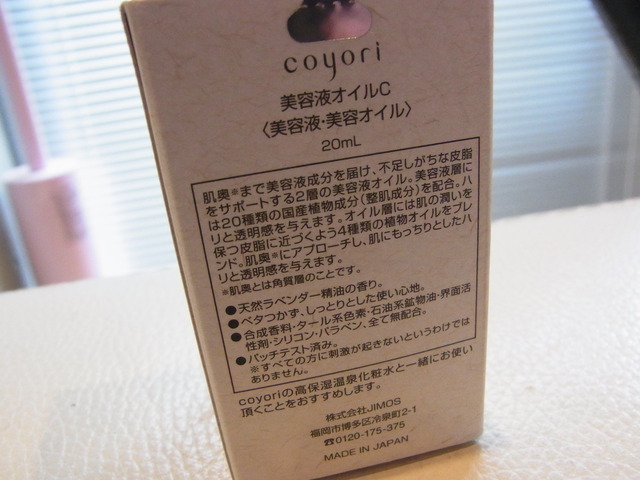 coyori
美容液オイルC
〈美容液・美容オイル〉
20mL
肌奥※まで美容液成分を届け、不足しがちな皮脂
をサポートする2層の美容液オイル。美容液層に
は20種類の国産植物成分(整肌成分)を配合。ハ
リと透明感を与えます。オイル層には肌の潤いを
保つ皮脂に近づくよう4種類の植物オイルをブレ
ンド。肌奥※にアプローチし、肌にもっちりとしたハ
リと透明感を与えます。
※肌奥とは角質層のことです。
●天然ラベンダー精油の香り。
●ベタつかず、しっとりとした使い心地。
●合成香料・タール系色素・石油系鉱物油・界面活
性剤・シリコン・パラベン、全て無配合。
●パッチテスト済み。
※すべての方に刺激が起きないというわけでは
ありません。
coyoriの高保湿温泉化粧水と一緒にお使い
頂くことをおすすめします。
株式会社JIMOS
福岡市博多区冷泉町2-1
☎0120-175-375
MADE IN JAPAN